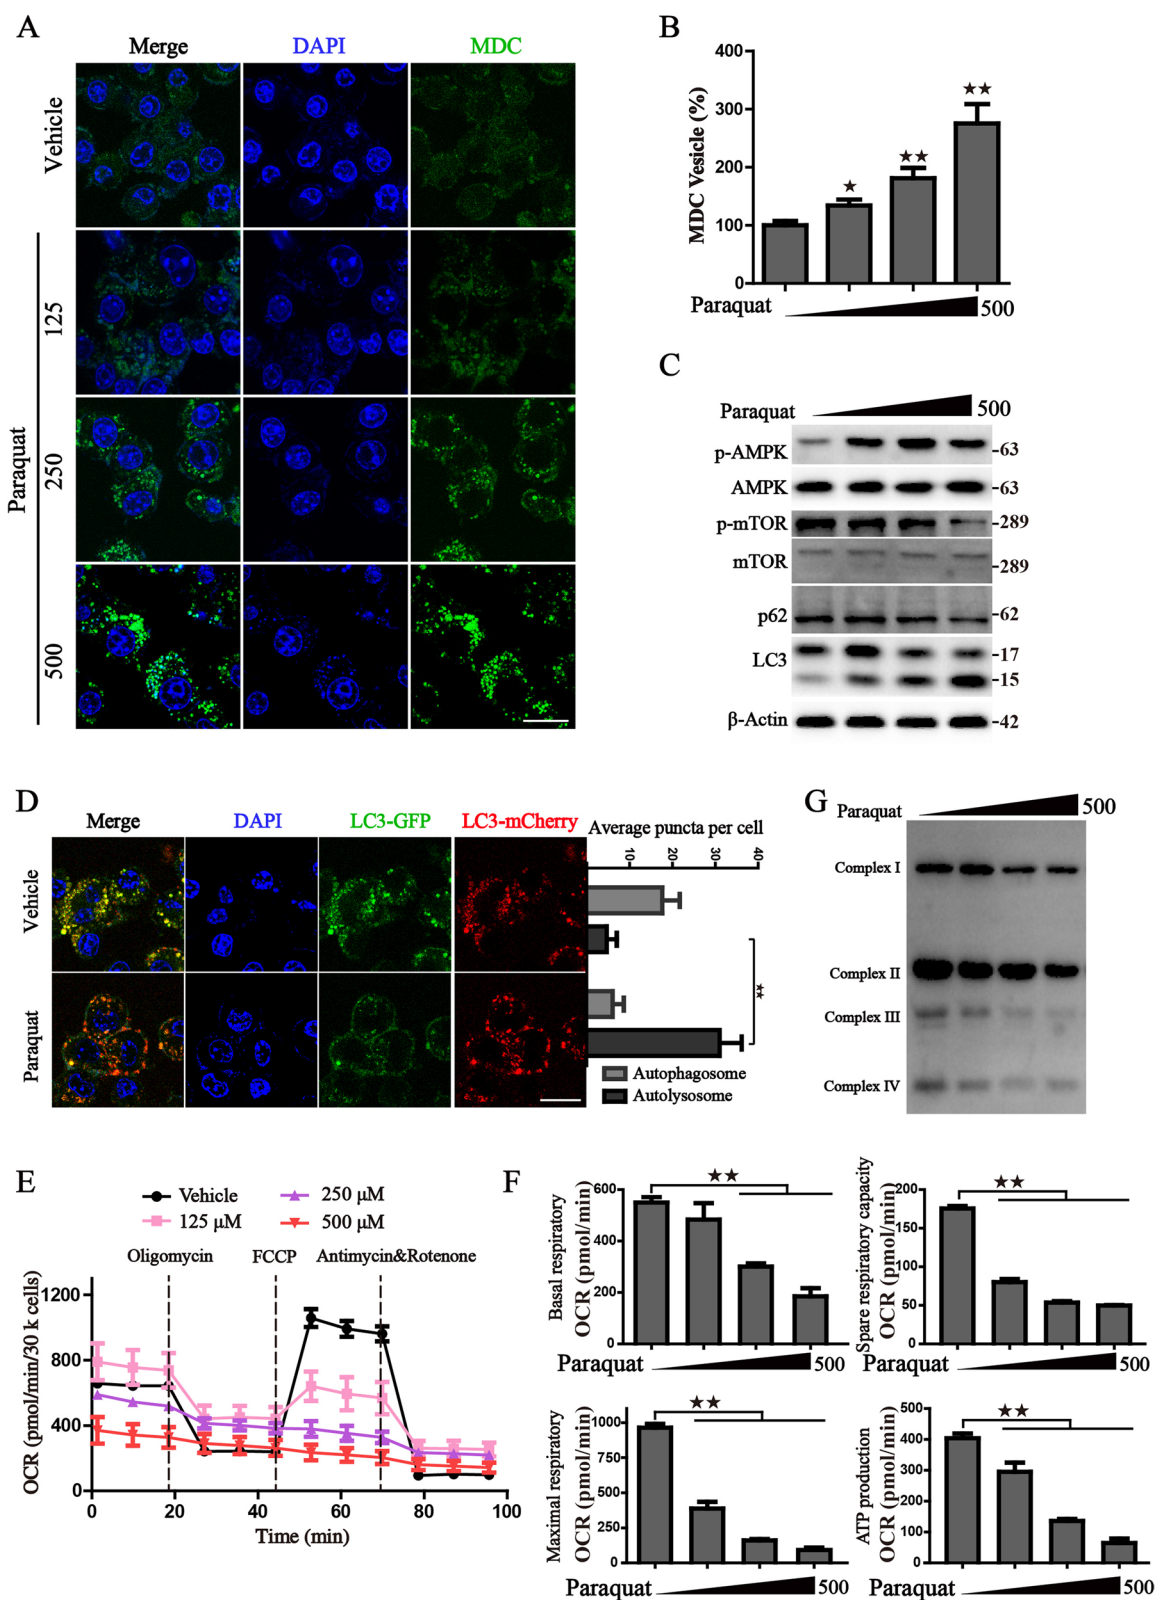 A
Merge
DAPI
MDC
Vehicle
Paraquat
125
250
500
B
MDC Vesicle (%)
400
300
200
100
0
★
★★
★★
Paraquat
500
C
Paraquat
500
p-AMPK
-63
AMPK
-63
p-mTOR
-289
mTOR
-289
p62
-62
LC3
-17
-15
β-Actin
-42
D
Merge
DAPI
LC3-GFP
LC3-mCherry
Average puncta per cell
10
20
30
40
Vehicle
Paraquat
★★
Autophagosome
Autolysosome
G
Paraquat
500
Complex I
Complex II
Complex III
Complex IV
E
Vehicle
250 μM
125 μM
500 μM
Oligomycin
FCCP
Antimycin&Rotenone
OCR (pmol/min/30 k cells)
1200
800
400
0
0
20
40
60
80
100
Time (min)
F
Basal respiratory
OCR (pmol/min)
600
400
200
0
★★
Paraquat
500
Spare respiratory capacity
OCR (pmol/min)
200
150
100
50
0
★★
Paraquat
500
Maximal respiratory
OCR (pmol/min)
1000
750
500
250
0
★★
Paraquat
500
ATP production
OCR (pmol/min)
400
300
200
100
0
★★
Paraquat
500